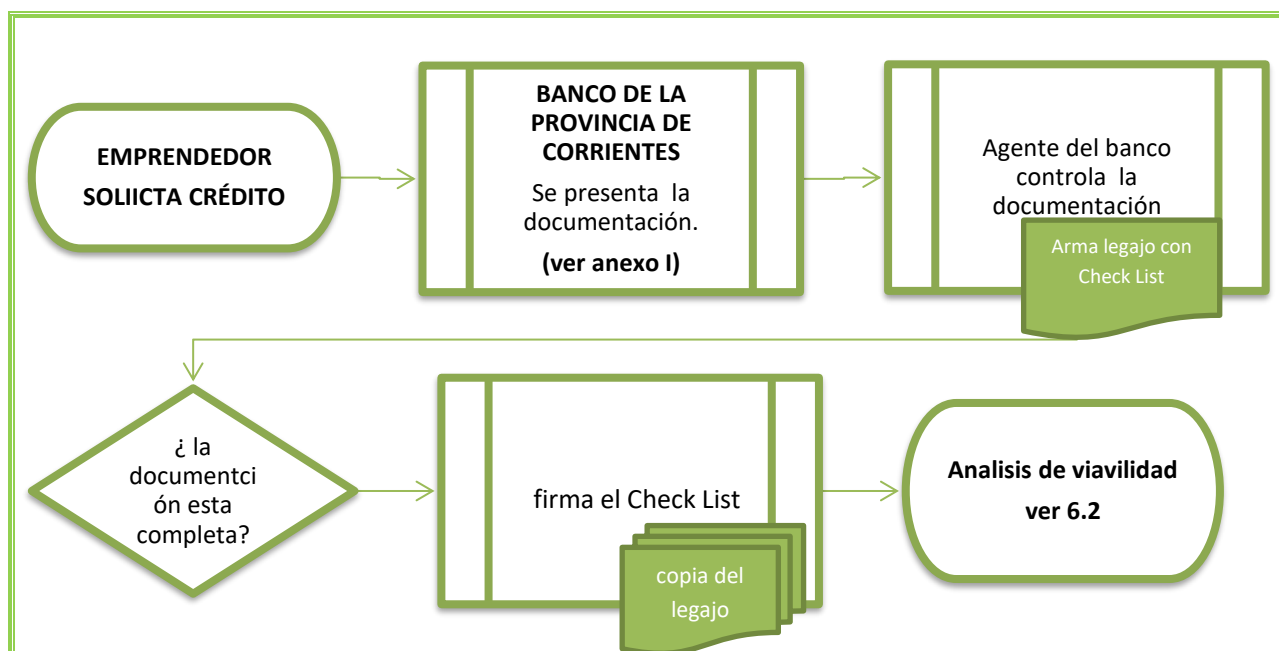 EMPRENDEDOR
SOLIICTA CRÉDITO
BANCO DE LA
PROVINCIA DE
CORRIENTES
Se presenta la
documentación.
(ver anexo I)
Agente del banco
controla la
documentación
Arma legajo con
Check List
¿ la
documentci
ón esta
completa?
firma el Check List
copia del
legajo
Analisis de viavilidad
ver 6.2